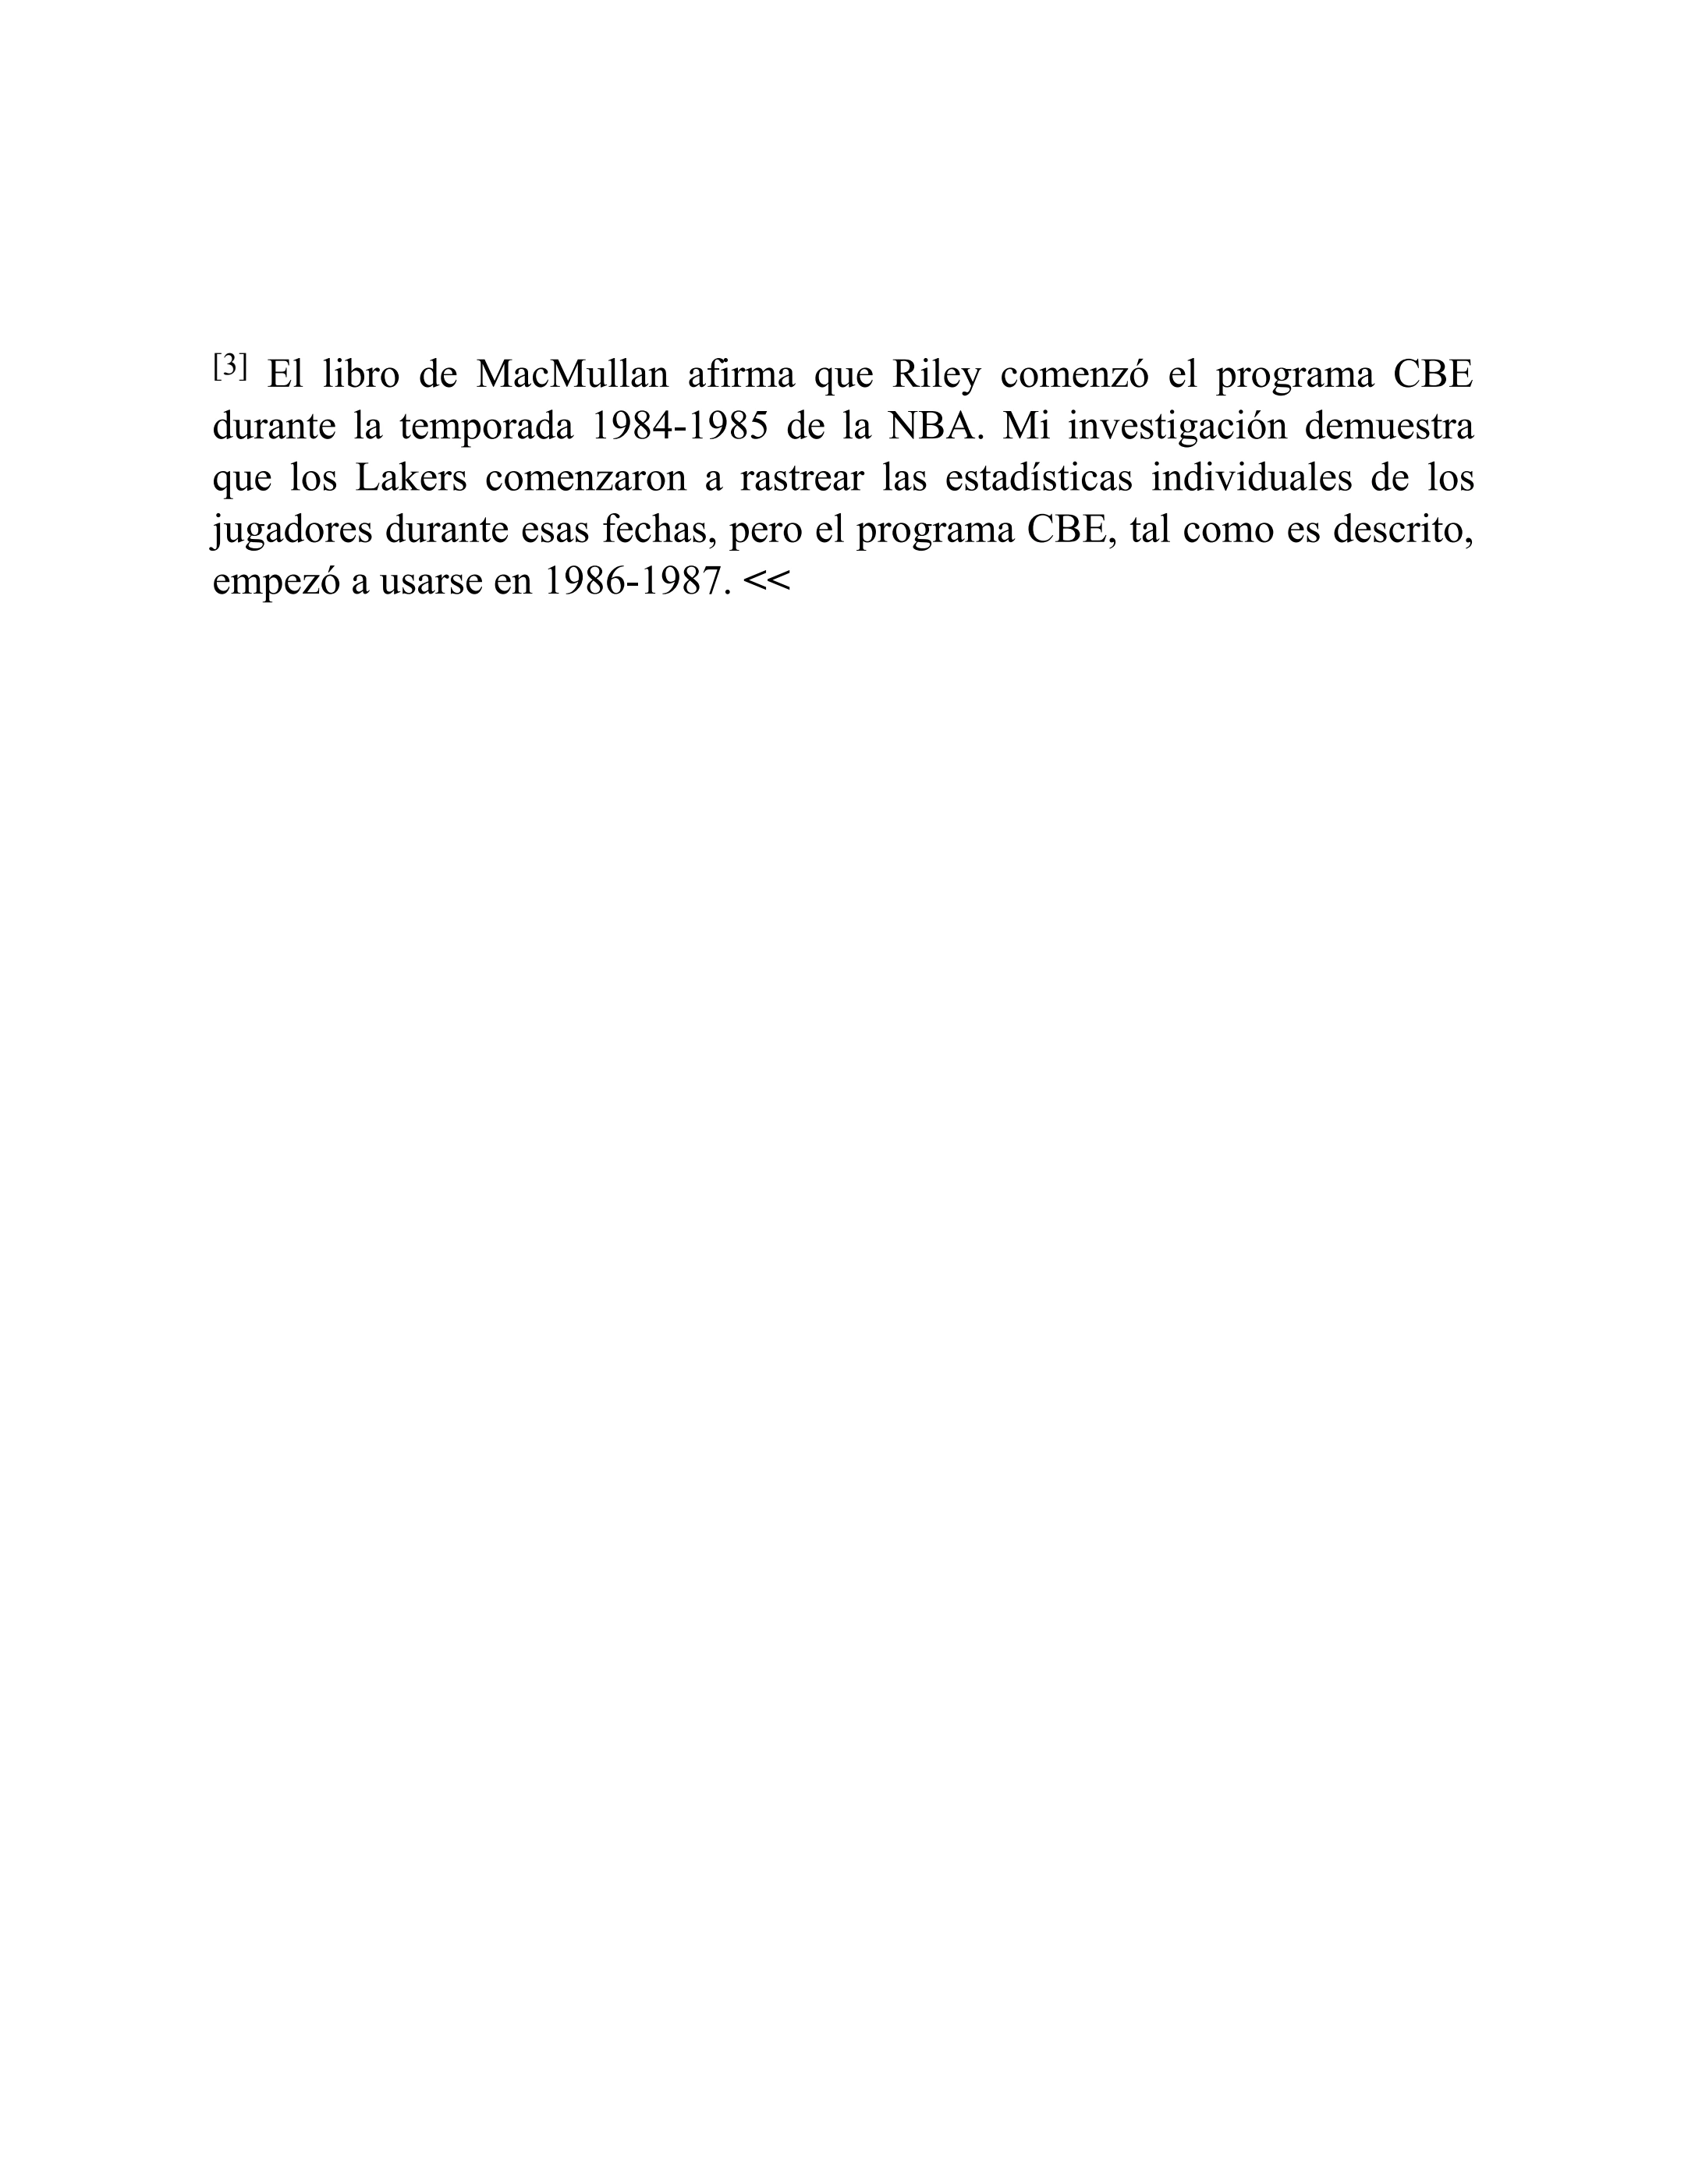 [3] El libro de MacMullan afirma que Riley comenzó el programa CBE
durante la temporada 1984-1985 de la NBA. Mi investigación demuestra
que los Lakers comenzaron a rastrear las estadísticas individuales de los
jugadores durante esas fechas, pero el programa CBE, tal como es descrito,
empezó a usarse en 1986-1987. <<